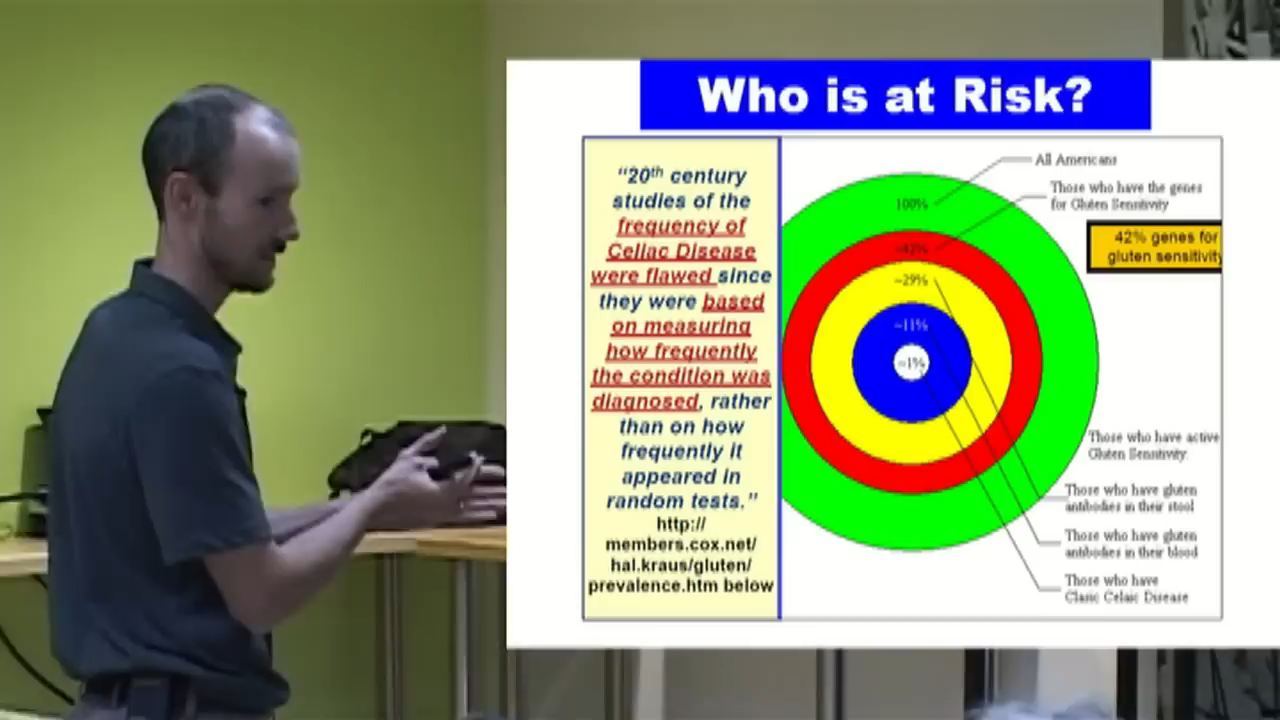 Who is at Risk?
“20th century
studies of the
frequency of
Celiac Disease
were flawed since
they were based
on measuring
how frequently
the condition was
diagnosed, rather
than on how
frequently it
appeared in
random tests.”
http://
members.cox.net/
hal.kraus/gluten/
prevalence.htm below
All Americans
Those who have the genes
for Gluten Sensitivity
42% genes for
gluten sensitivity
100%
~42%
~29%
~11%
~1%
Those who have active
Gluten Sensitivity:
Those who have gluten
antibodies in their stool
Those who have gluten
antibodies in their blood
Those who have
Clasic Celaic Disease